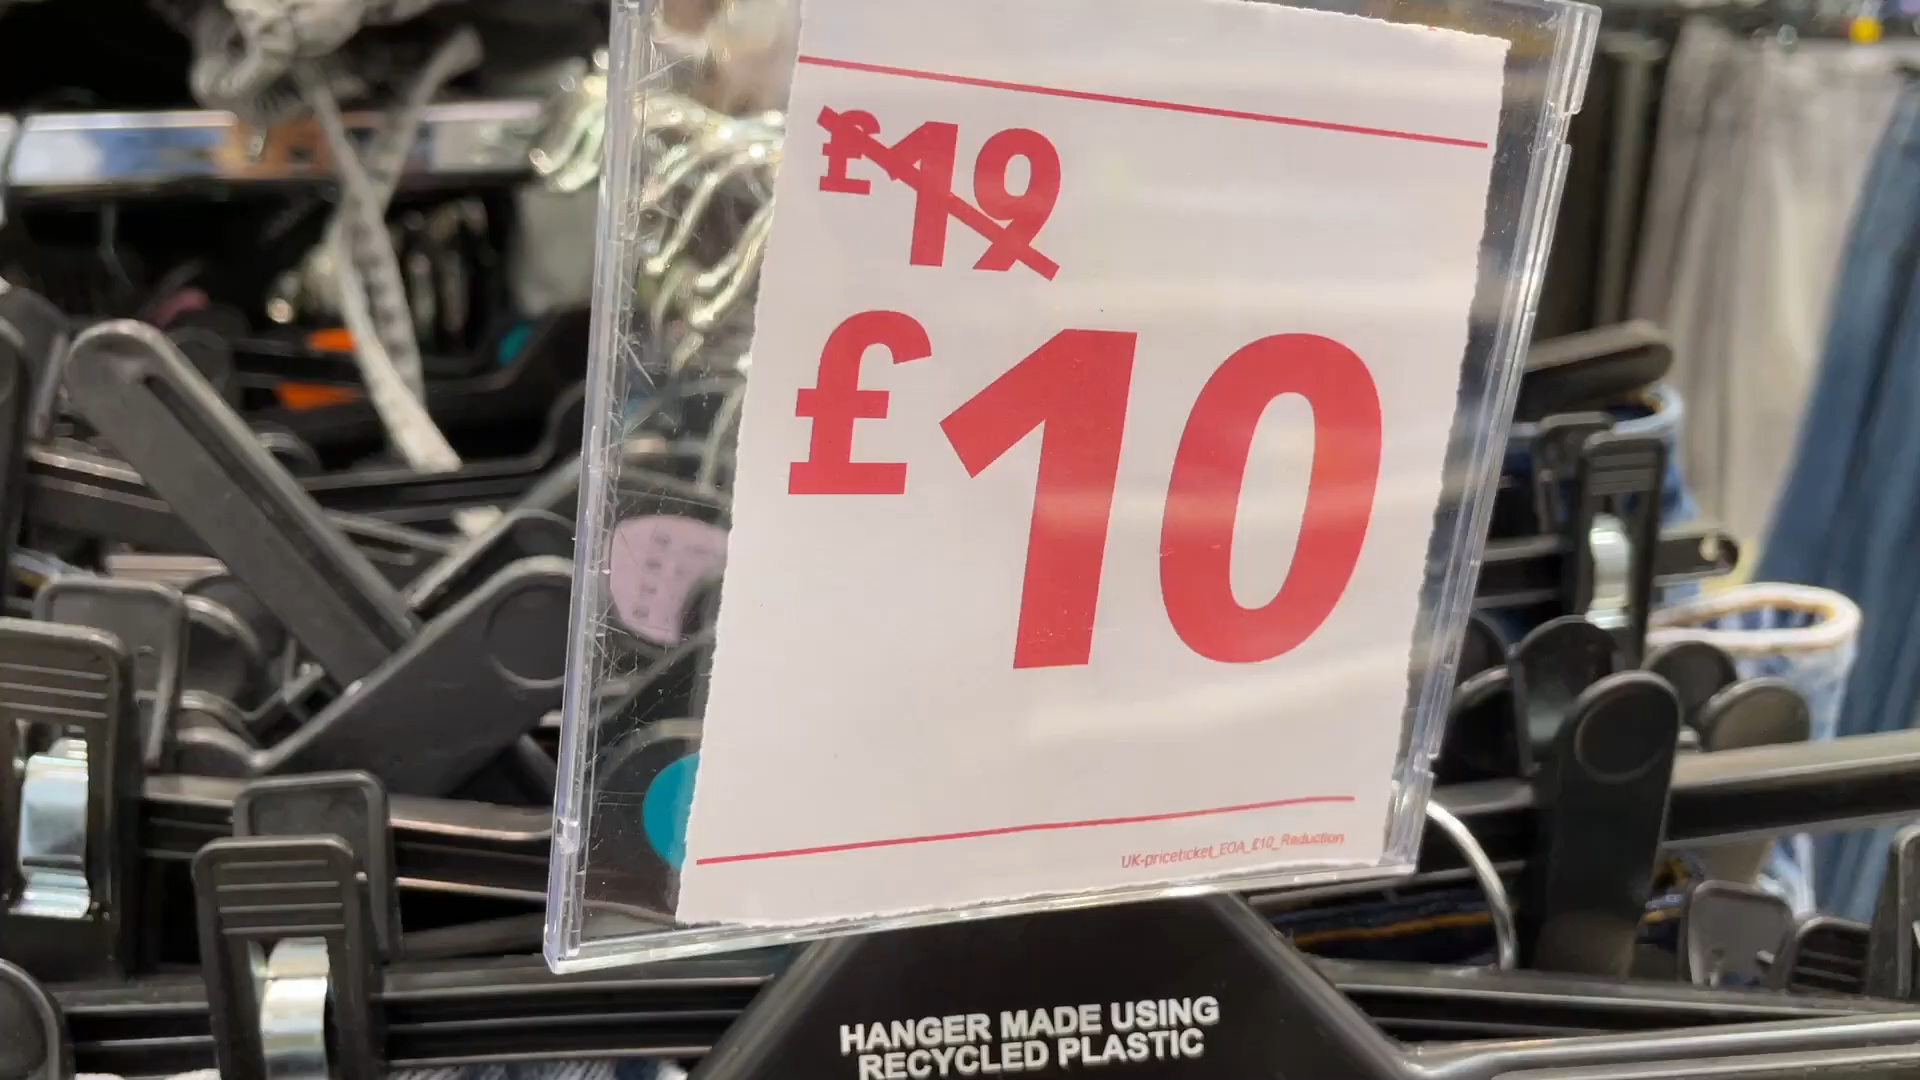 £19
£10
UK-priceticket_EOA_£10_Reduction
HANGER MADE USING
RECYCLED PLASTIC